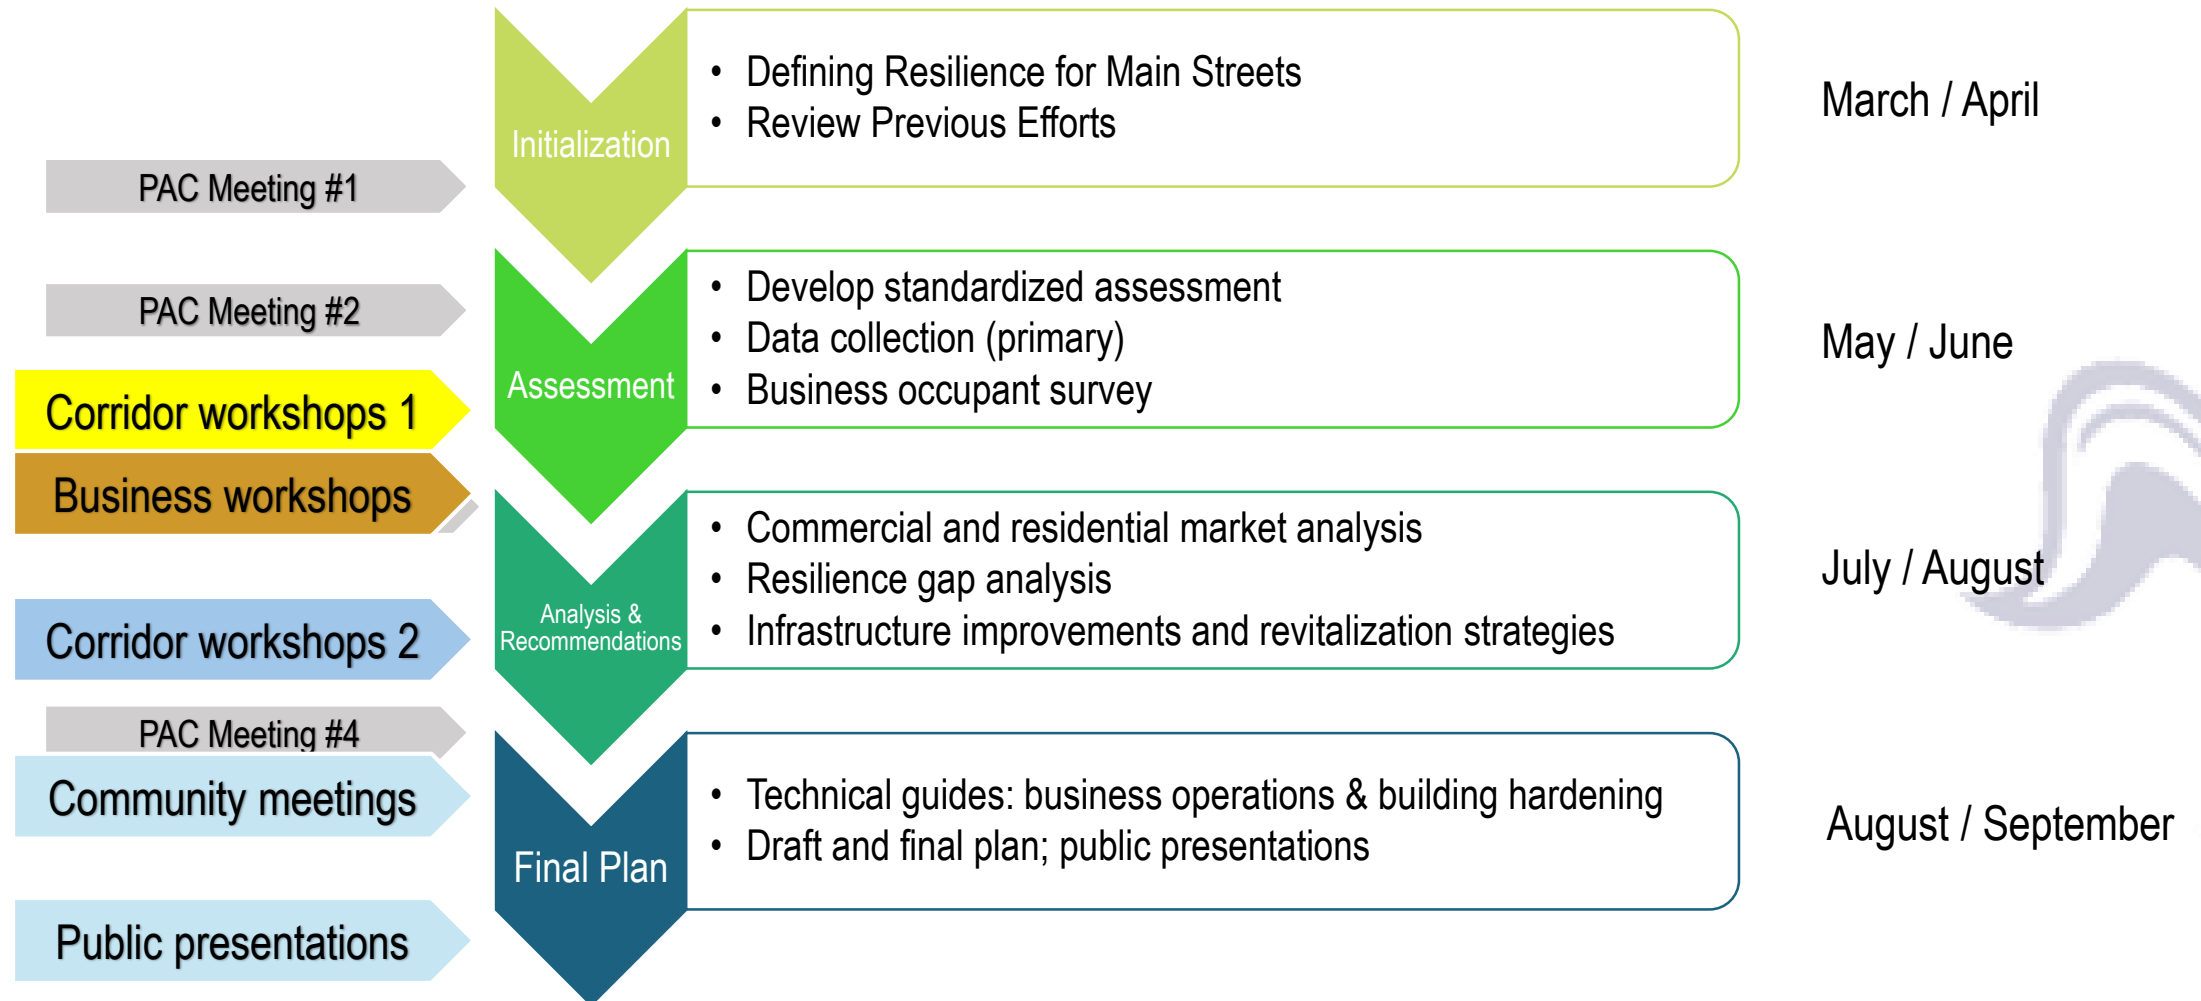 Initialization
• Defining Resilience for Main Streets
• Review Previous Efforts
March / April
PAC Meeting #1
PAC Meeting #2
Corridor workshops 1
Assessment
• Develop standardized assessment
• Data collection (primary)
• Business occupant survey
May / June
Business workshops
Corridor workshops 2
Analysis &
Recommendations
• Commercial and residential market analysis
• Resilience gap analysis
• Infrastructure improvements and revitalization strategies
July / August
PAC Meeting #4
Community meetings
Public presentations
Final Plan
• Technical guides: business operations & building hardening
• Draft and final plan; public presentations
August / September